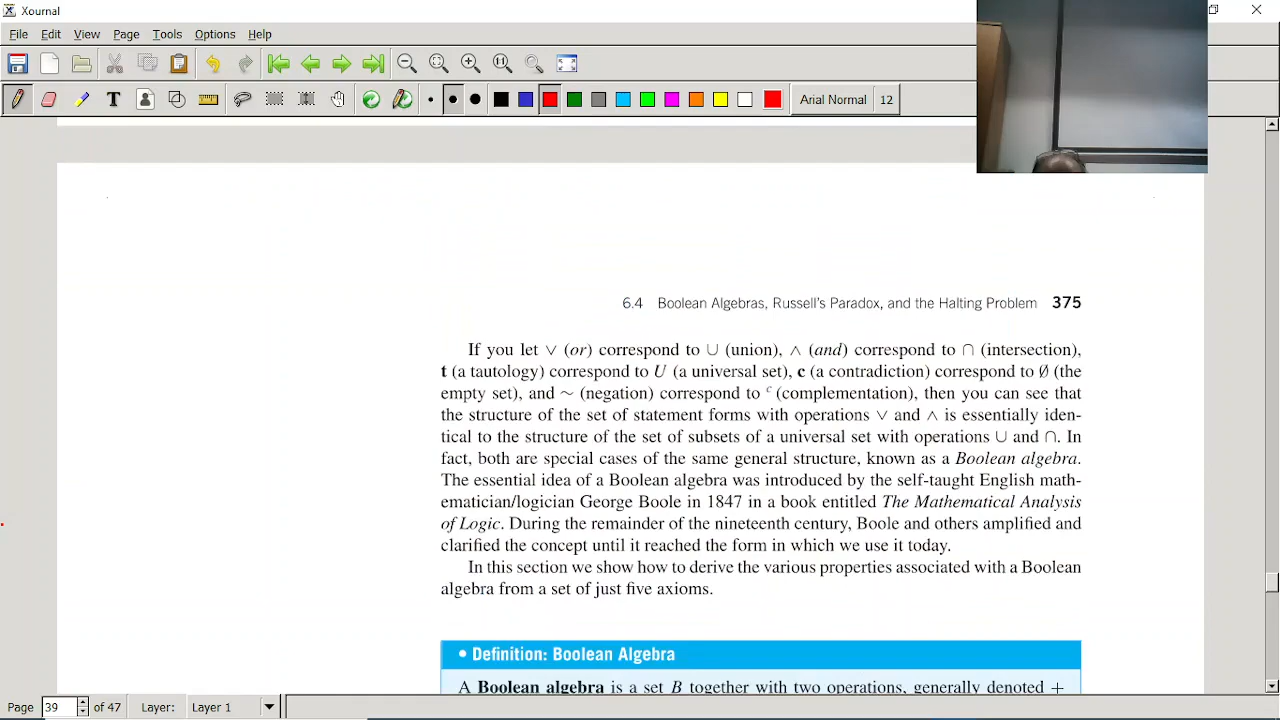 Xournal
File Edit View Page Tools Options Help
Arial Normal 12
6.4 Boolean Algebras, Russell's Paradox, and the Halting Problem 375
If you let ∨ (or) correspond to ∪ (union), ∧ (and) correspond to ∩ (intersection),
t (a tautology) correspond to U (a universal set), c (a contradiction) correspond to ∅ (the
empty set), and ∼ (negation) correspond to ᶜ (complementation), then you can see that
the structure of the set of statement forms with operations ∨ and ∧ is essentially iden-
tical to the structure of the set of subsets of a universal set with operations ∪ and ∩. In
fact, both are special cases of the same general structure, known as a Boolean algebra.
The essential idea of a Boolean algebra was introduced by the self-taught English math-
ematician/logician George Boole in 1847 in a book entitled The Mathematical Analysis
of Logic. During the remainder of the nineteenth century, Boole and others amplified and
clarified the concept until it reached the form in which we use it today.
In this section we show how to derive the various properties associated with a Boolean
algebra from a set of just five axioms.
• Definition: Boolean Algebra
A Boolean algebra is a set B together with two operations, generally denoted +
Page 39 of 47 Layer: Layer 1